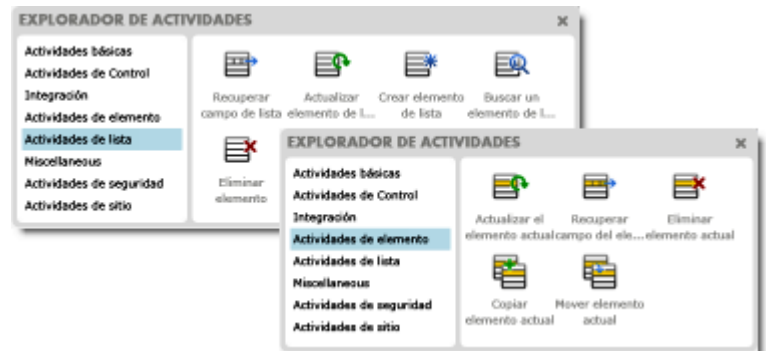 EXPLORADOR DE ACTIVIDADES
Actividades básicas
Actividades de Control
Integración
Actividades de elemento
Actividades de lista
Miscellaneous
Actividades de seguridad
Actividades de sitio
Recuperar
campo de lista
Actualizar
elemento de l...
Crear elemento
de lista
Buscar un
elemento de l...
Eliminar
elemento
EXPLORADOR DE ACTIVIDADES
Actividades básicas
Actividades de Control
Integración
Actividades de elemento
Actividades de lista
Miscellaneous
Actividades de seguridad
Actividades de sitio
Actualizar el
elemento actual
Recuperar
campo del ele...
Eliminar
elemento actual
Copiar
elemento actual
Mover elemento
actual